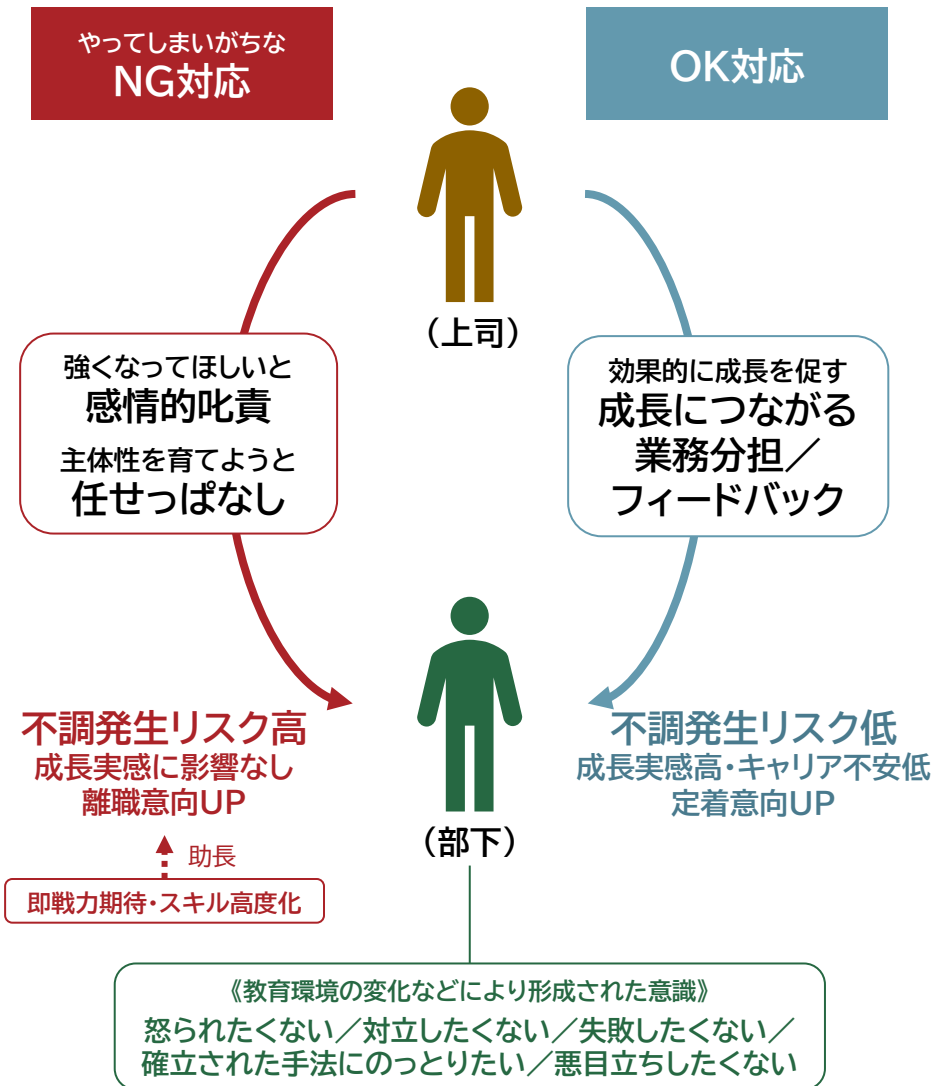 やってしまいがちな
NG対応
OK対応
（上司）
強くなってほしいと
感情的叱責
主体性を育てようと
任せっぱなし
効果的に成長を促す
成長につながる
業務分担／
フィードバック
不調発生リスク高
成長実感に影響なし
離職意向UP
助長
即戦力期待・スキル高度化
不調発生リスク低
成長実感高・キャリア不安低
定着意向UP
（部下）
《教育環境の変化などにより形成された意識》
怒られたくない／対立したくない／失敗したくない／
確立された手法にのっとりたい／悪目立ちしたくない